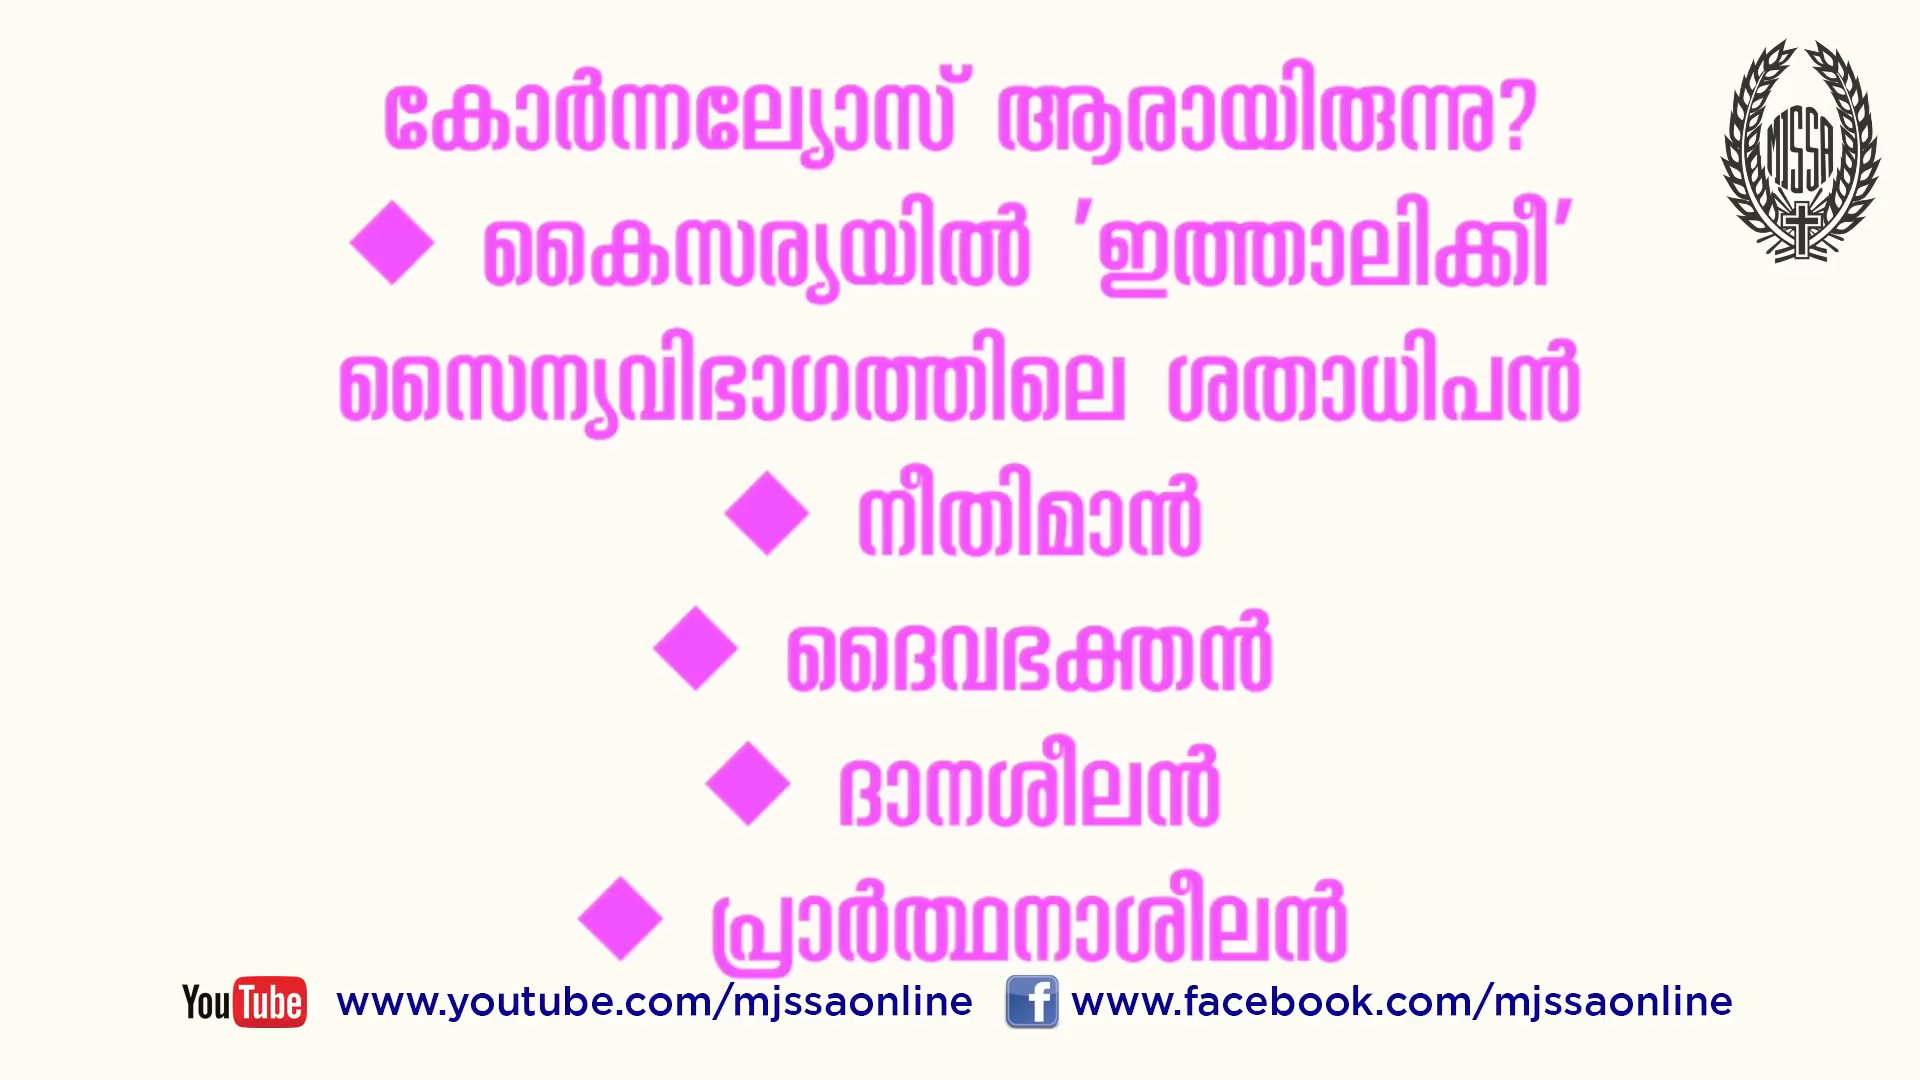 കോർന്നല്യോസ് ആരായിരുന്നു?
◆ കൈസര്യയിൽ 'ഇത്താലിക്കീ'
സൈന്യവിഭാഗത്തിലെ ശതാധിപൻ
◆ നീതിമാൻ
◆ ദൈവഭക്തൻ
◆ ദാനശീലൻ
◆ പ്രാർത്ഥനാശീലൻ
MJSSA
YouTube www.youtube.com/mjssaonline f www.facebook.com/mjssaonline